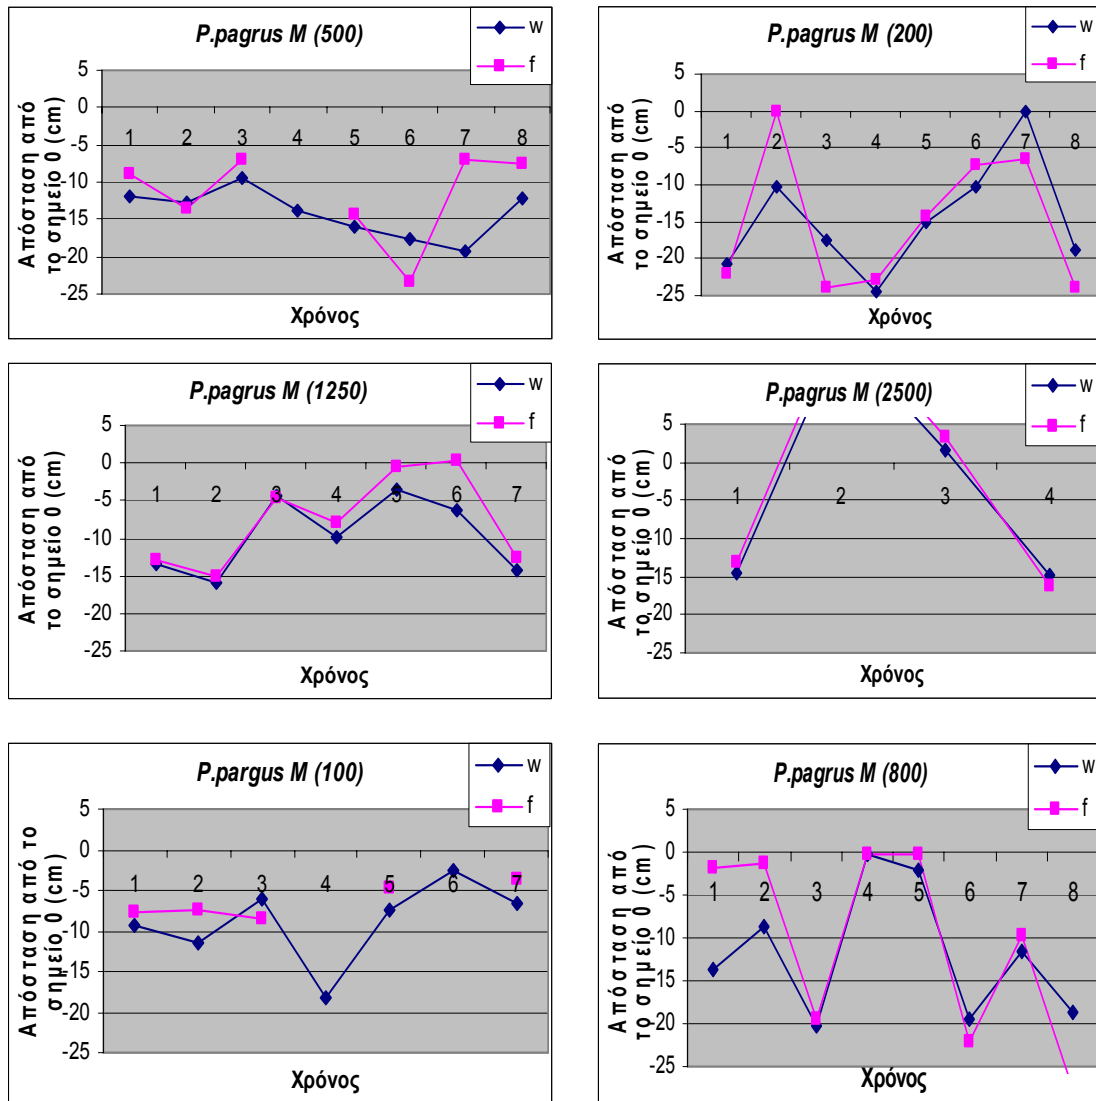 P.pagrus M (500)
w
f
Απόσταση από
το σημείο 0 (cm)
5
0
-5
-10
-15
-20
-25
1 2 3 4 5 6 7 8
Χρόνος
P.pagrus M (200)
w
f
Απόσταση από
το σημείο 0 (cm)
5
0
-5
-10
-15
-20
-25
1 2 3 4 5 6 7 8
Χρόνος
P.pagrus M (1250)
w
f
Απόσταση από
το σημείο 0 (cm)
5
0
-5
-10
-15
-20
-25
1 2 3 4 5 6 7
Χρόνος
P.pagrus M (2500)
w
f
Απόσταση από
το σημείο 0 (cm)
5
0
-5
-10
-15
-20
-25
1 2 3 4
Χρόνος
P.pargus M (100)
w
f
Απόσταση από το
σημείο 0 (cm)
5
0
-5
-10
-15
-20
-25
1 2 3 4 5 6 7
Χρόνος
P.pagrus M (800)
w
f
Απόσταση από
το σημείο 0 (cm)
5
0
-5
-10
-15
-20
-25
1 2 3 4 5 6 7 8
Χρόνος